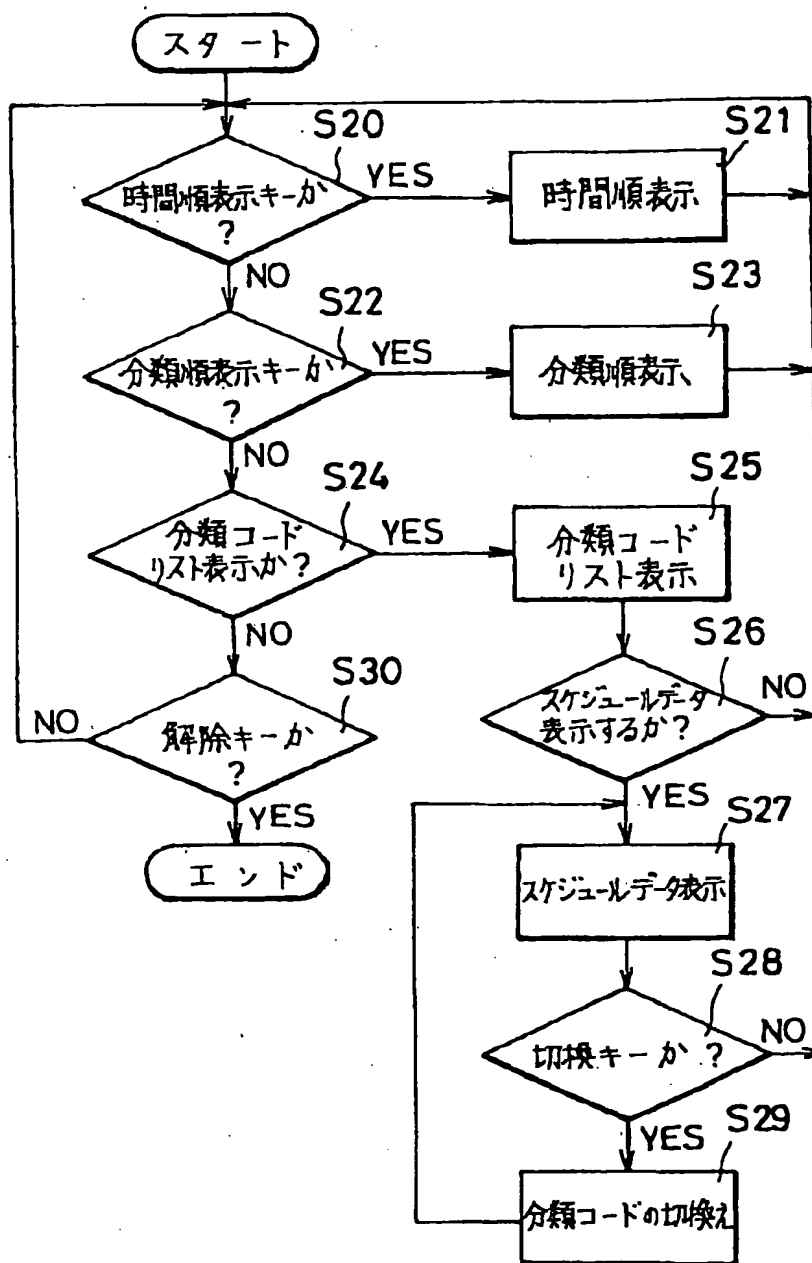 スタート
S20
時間順表示キーか
?
YES
NO
S21
時間順表示
S22
分類順表示キーか
?
YES
NO
S23
分類順表示
S24
分類コード
リスト表示か?
YES
NO
S25
分類コード
リスト表示
S26
スケジュールデータ
表示するか?
NO
YES
S30
解除キーか
?
NO
YES
エンド
S27
スケジュールデータ表示
S28
切換キーか?
NO
YES
S29
分類コードの切換え